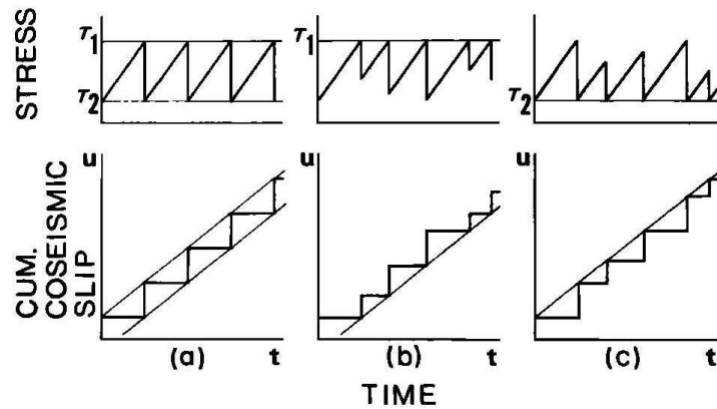 STRESS
τ1
τ2
τ1
τ2
CUM.
COSEISMIC
SLIP
u
u
u
(a) t
(b) t
(c) t
TIME